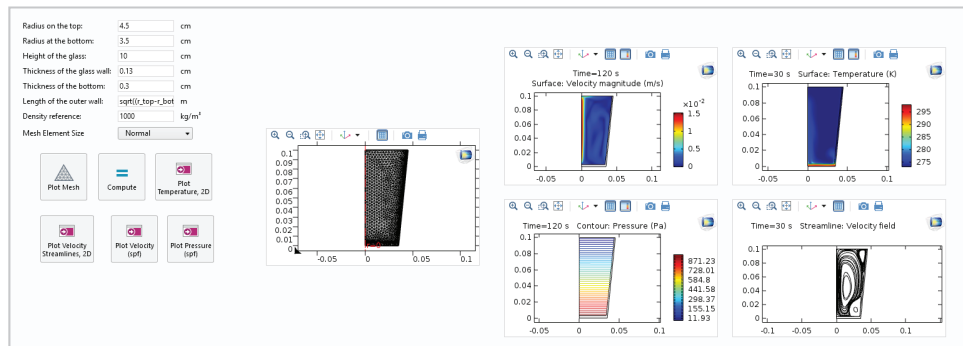 Radius on the top: 4.5 cm
Radius at the bottom: 3.5 cm
Height of the glass: 10 cm
Thickness of the glass wall: 0.13 cm
Thickness of the bottom: 0.3 cm
Length of the outer wall: sqrt((r_top-r_bot m
Density reference: 1000 kg/m³
Mesh Element Size Normal
Plot Mesh
Compute
Plot
Temperature, 2D
Plot Velocity
Streamlines, 2D
Plot Velocity
(spf)
Plot Pressure
(spf)
0.1
0.09
0.08
0.07
0.06
0.05
0.04
0.03
0.02
0.01
0
-0.05 0 0.05 0.1
Time=120 s
Surface: Velocity magnitude (m/s)
0.1
0.08
0.06
0.04
0.02
0
-0.05 0 0.05 0.1
×10⁻²
1.5
1
0.5
0
Time=30 s Surface: Temperature (K)
0.1
0.08
0.06
0.04
0.02
0
-0.05 0 0.05 0.1
295
290
285
280
275
Time=120 s Contour: Pressure (Pa)
0.1
0.08
0.06
0.04
0.02
0
-0.05 0 0.05 0.1
871.23
728.01
584.8
441.58
298.37
155.15
11.93
Time=30 s Streamline: Velocity field
0.1
0.08
0.06
0.04
0.02
0
-0.1 -0.05 0 0.05 0.1